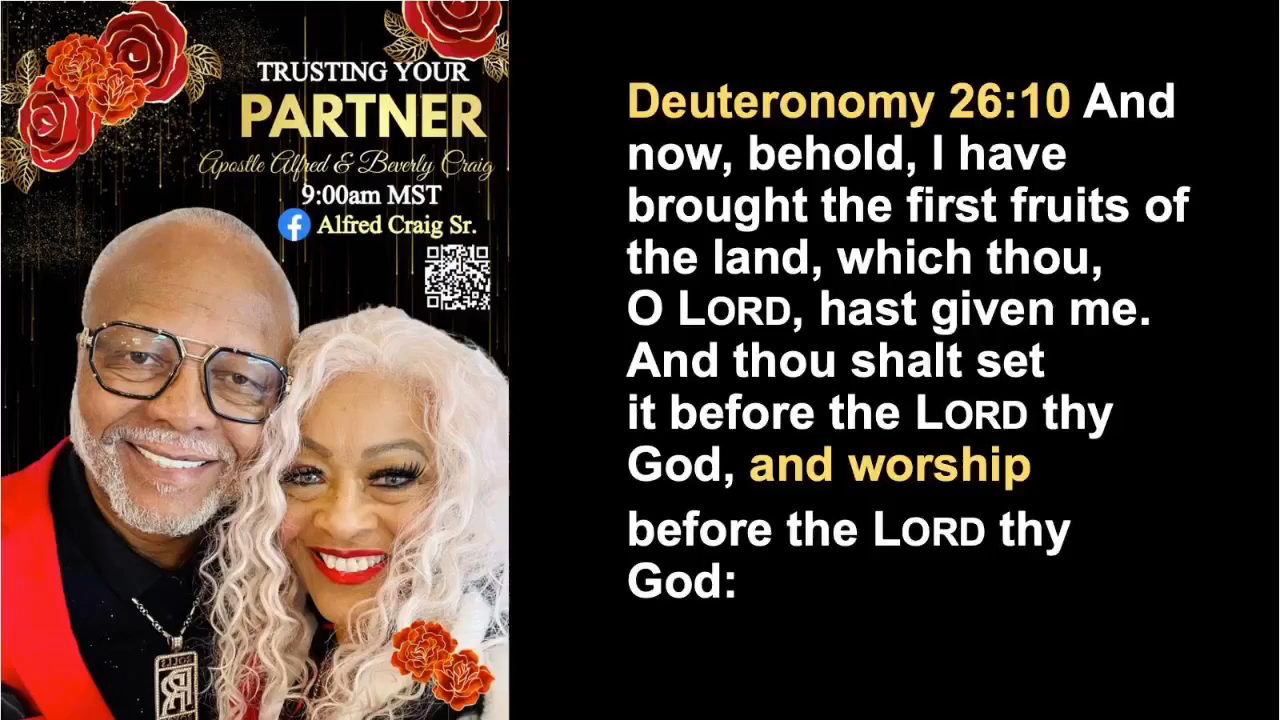 TRUSTING YOUR
PARTNER
Apostle Alfred & Beverly Craig
9:00am MST
Alfred Craig Sr.
Deuteronomy 26:10 And
now, behold, I have
brought the first fruits of
the land, which thou,
O LORD, hast given me.
And thou shalt set
it before the LORD thy
God, and worship
before the LORD thy
God: